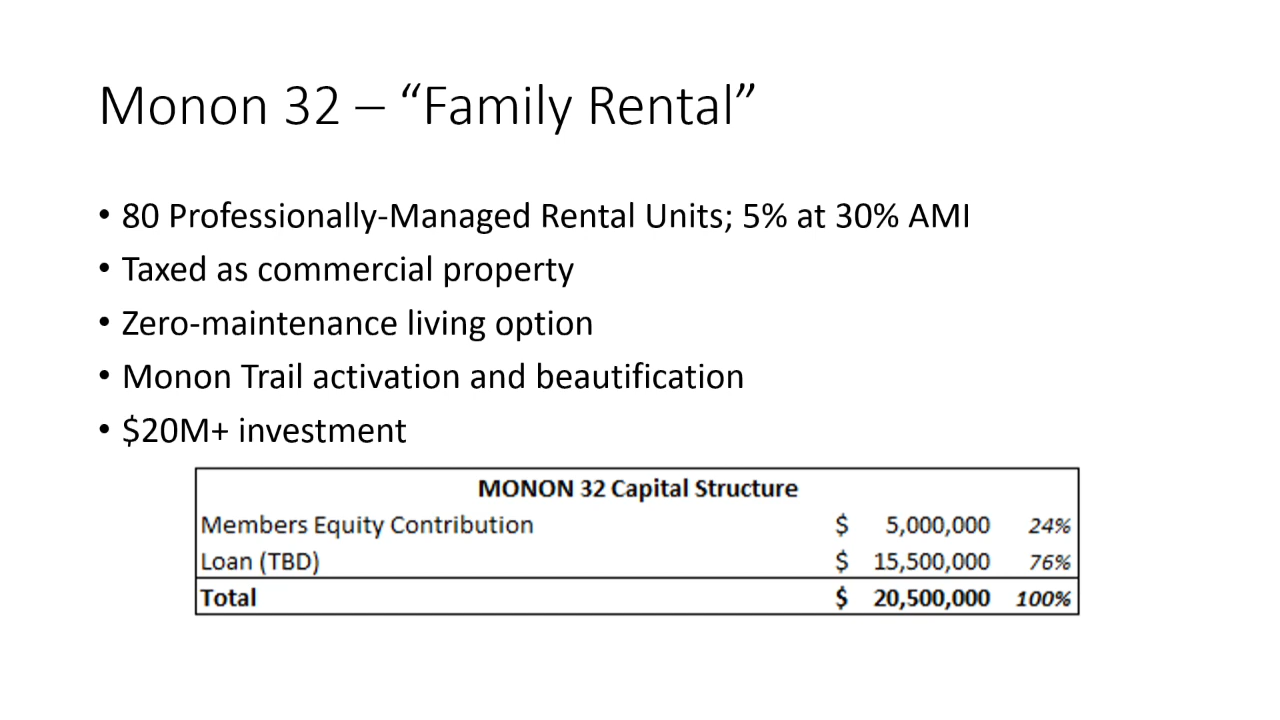 Monon 32 – “Family Rental”
• 80 Professionally-Managed Rental Units; 5% at 30% AMI
• Taxed as commercial property
• Zero-maintenance living option
• Monon Trail activation and beautification
• $20M+ investment
MONON 32 Capital Structure
Members Equity Contribution $ 5,000,000 24%
Loan (TBD) $ 15,500,000 76%
Total $ 20,500,000 100%